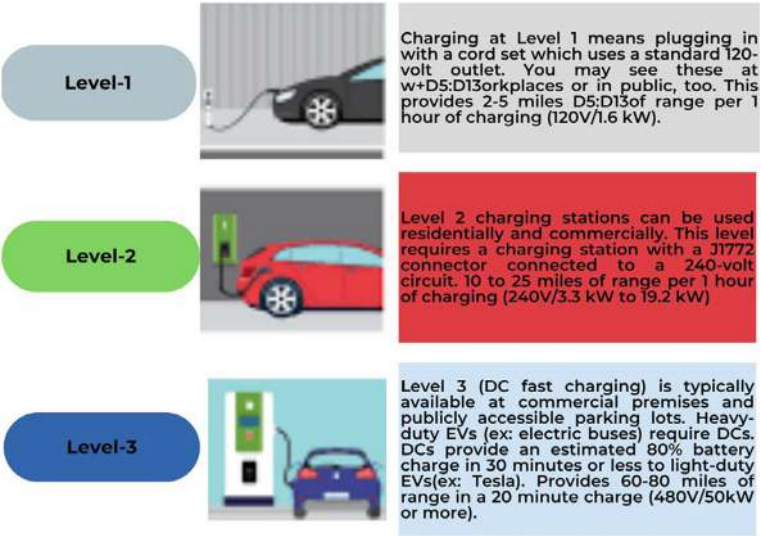 Level-1
Charging at Level 1 means plugging in
with a cord set which uses a standard 120-
volt outlet. You may see these at
w+D5:D13orkplaces or in public, too. This
provides 2-5 miles D5:D13of range per 1
hour of charging (120V/1.6 kW).
Level-2
Level 2 charging stations can be used
residentially and commercially. This level
requires a charging station with a J1772
connector connected to a 240-volt
circuit. 10 to 25 miles of range per 1 hour
of charging (240V/3.3 kW to 19.2 kW)
Level-3
Level 3 (DC fast charging) is typically
available at commercial premises and
publicly accessible parking lots. Heavy-
duty EVs (ex: electric buses) require DCs.
DCs provide an estimated 80% battery
charge in 30 minutes or less to light-duty
EVs(ex: Tesla). Provides 60-80 miles of
range in a 20 minute charge (480V/50kW
or more).